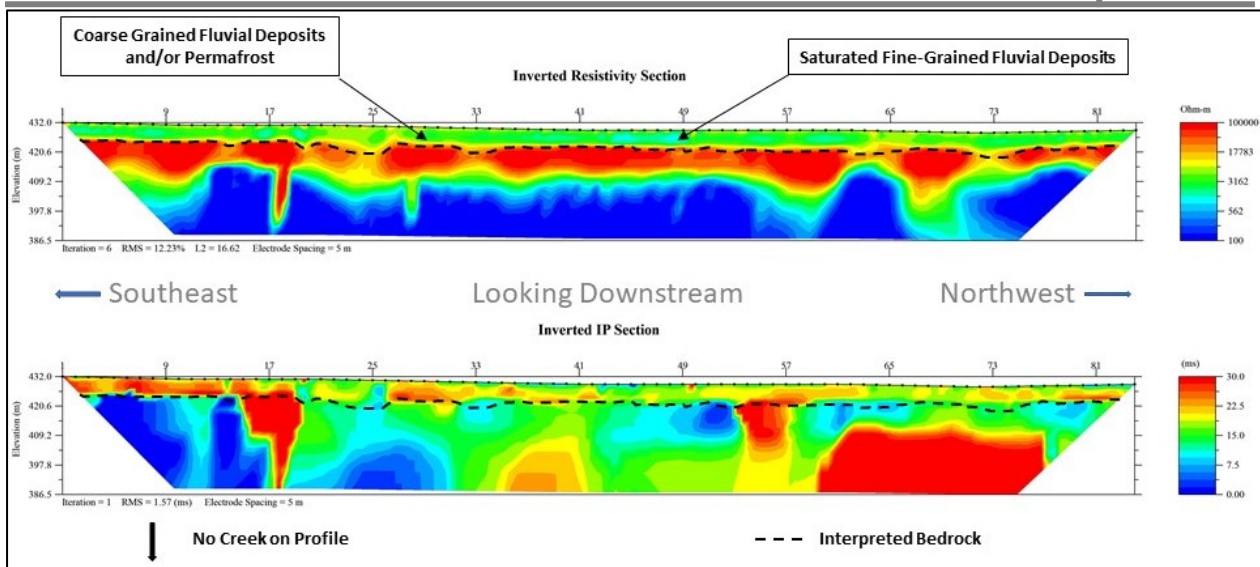 Coarse Grained Fluvial Deposits
and/or Permafrost
Saturated Fine-Grained Fluvial Deposits
Inverted Resistivity Section
1 9 17 25 33 41 49 57 65 73 81
Ohm-m
432.0
420.6
409.2
397.8
386.5
Elevation (m)
100000
17783
3162
562
100
Iteration = 6 RMS = 12.23% L2 = 16.62 Electrode Spacing = 5 m
Southeast Looking Downstream Northwest
Inverted IP Section
1 9 17 25 33 41 49 57 65 73 81
(ms)
432.0
420.6
409.2
397.8
386.5
Elevation (m)
30.0
22.5
15.0
7.5
0.00
Iteration = 1 RMS = 1.57 (ms) Electrode Spacing = 5 m
No Creek on Profile
Interpreted Bedrock